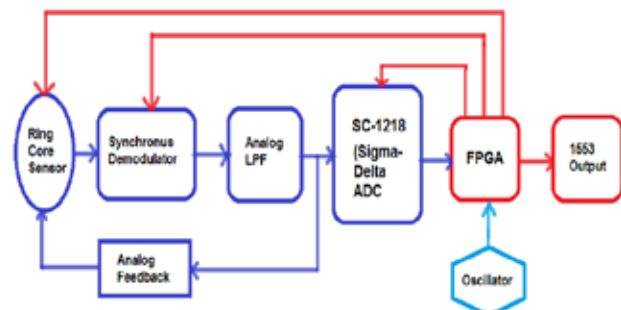 Ring
Core
Sensor
Synchronus
Demodulator
Analog
LPF
SC-1218
(Sigma-
Delta
ADC
FPGA
1553
Output
Analog
Feedback
Oscillator